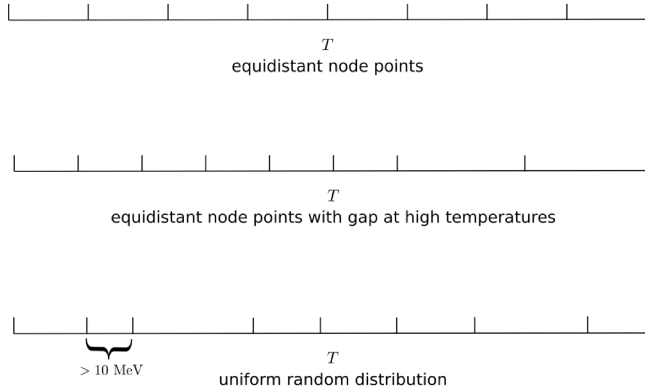 T
equidistant node points
T
equidistant node points with gap at high temperatures
> 10 MeV
T
uniform random distribution